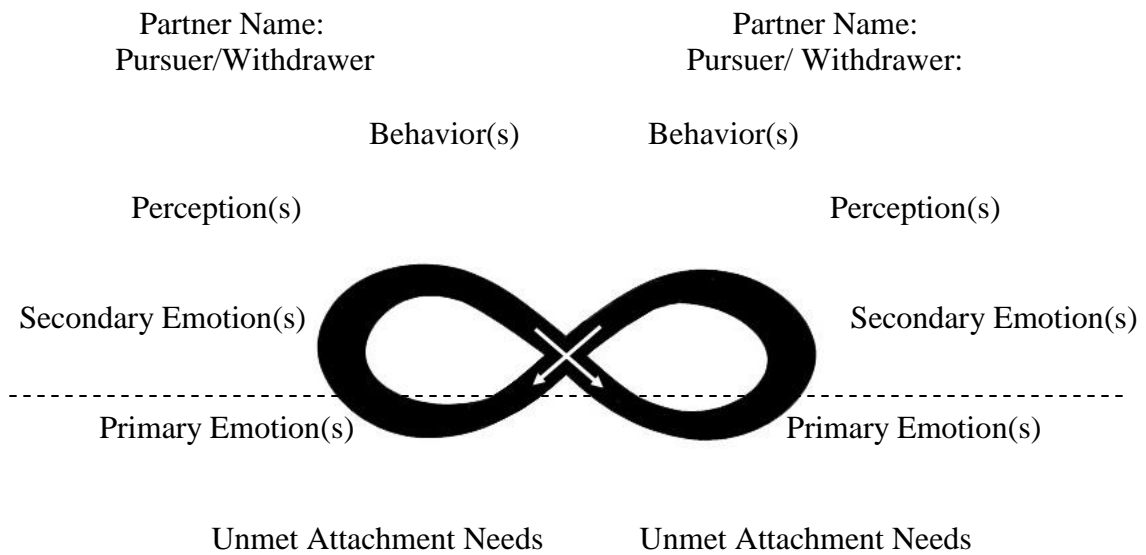 Partner Name:
Pursuer/Withdrawer
Partner Name:
Pursuer/ Withdrawer:
Behavior(s)
Behavior(s)
Perception(s)
Perception(s)
Secondary Emotion(s)
Secondary Emotion(s)
Primary Emotion(s)
Primary Emotion(s)
Unmet Attachment Needs
Unmet Attachment Needs